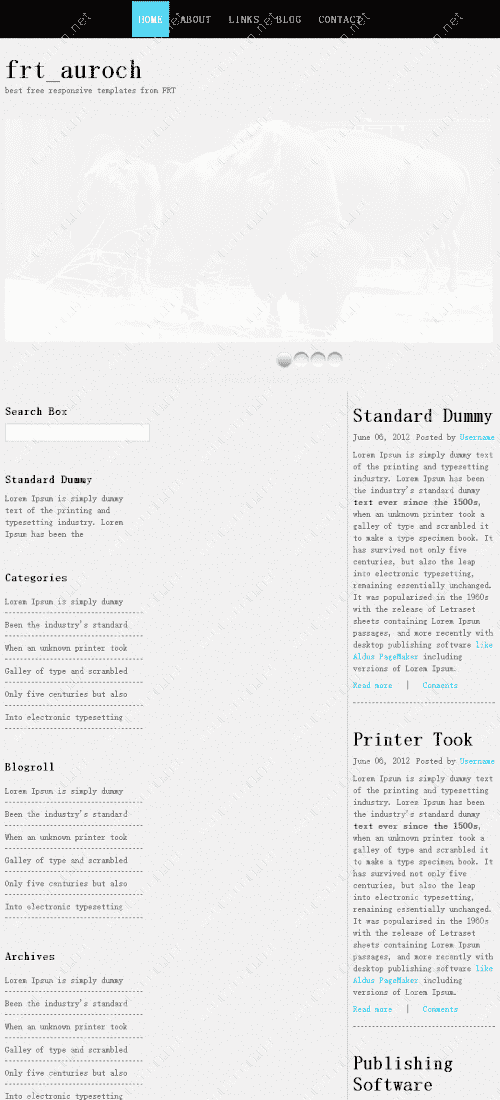 HOME ABOUT LINKS BLOG CONTACT
frt_auroch
best free responsive templates from FRT
Search Box
Standard Dummy
Lorem Ipsum is simply dummy
text of the printing and
typesetting industry. Lorem
Ipsum has been the
Categories
Lorem Ipsum is simply dummy
Been the industry's standard
When an unknown printer took
Galley of type and scrambled
Only five centuries but also
Into electronic typesetting
Blogroll
Lorem Ipsum is simply dummy
Been the industry's standard
When an unknown printer took
Galley of type and scrambled
Only five centuries but also
Into electronic typesetting
Archives
Lorem Ipsum is simply dummy
Been the industry's standard
When an unknown printer took
Galley of type and scrambled
Only five centuries but also
Into electronic typesetting
Standard Dummy
June 06, 2012 Posted by Username
Lorem Ipsum is simply dummy text
of the printing and typesetting
industry. Lorem Ipsum has been
the industry's standard dummy
text ever since the 1500s,
when an unknown printer took a
galley of type and scrambled it
to make a type specimen book. It
has survived not only five
centuries, but also the leap
into electronic typesetting,
remaining essentially unchanged.
It was popularised in the 1960s
with the release of Letraset
sheets containing Lorem Ipsum
passages, and more recently with
desktop publishing software like
Aldus PageMaker including
versions of Lorem Ipsum.
Read more | Comments
Printer Took
June 06, 2012 Posted by Username
Lorem Ipsum is simply dummy text
of the printing and typesetting
industry. Lorem Ipsum has been
the industry's standard dummy
text ever since the 1500s,
when an unknown printer took a
galley of type and scrambled it
to make a type specimen book. It
has survived not only five
centuries, but also the leap
into electronic typesetting,
remaining essentially unchanged.
It was popularised in the 1960s
with the release of Letraset
sheets containing Lorem Ipsum
passages, and more recently with
desktop publishing software like
Aldus PageMaker including
versions of Lorem Ipsum.
Read more | Comments
Publishing
Software